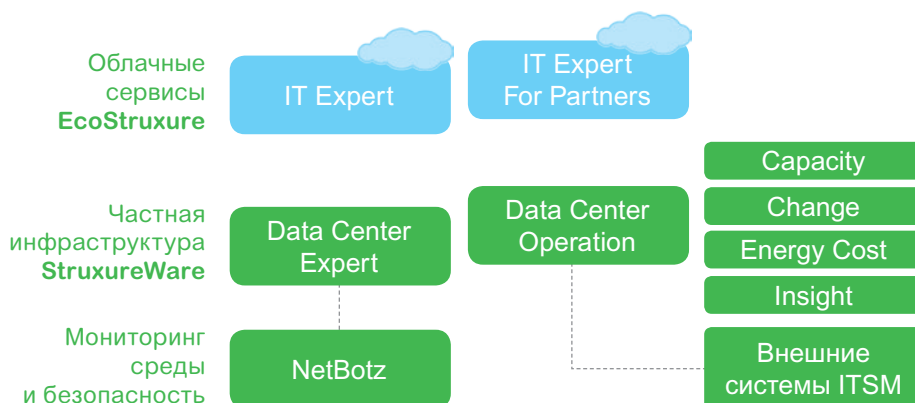 Облачные
сервисы
EcoStruxure
IT Expert
IT Expert
For Partners
Частная
инфраструктура
StruxureWare
Data Center
Expert
Data Center
Operation
Capacity
Change
Energy Cost
Insight
Мониторинг
среды
и безопасность
NetBotz
Внешние
системы ITSM